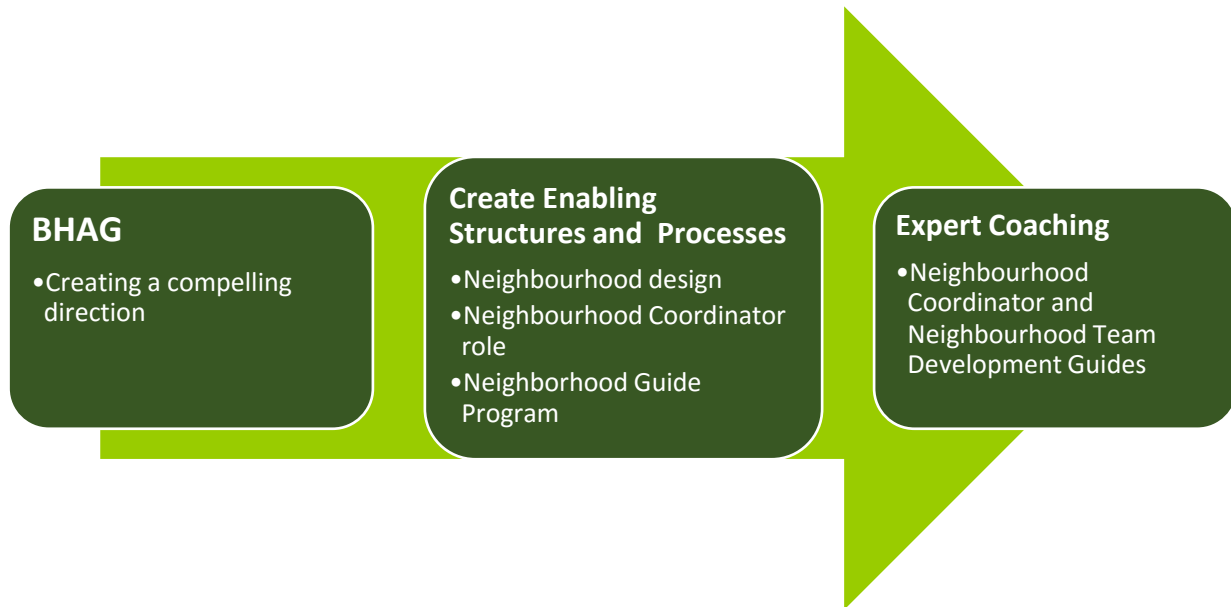 BHAG
•Creating a compelling
direction
Create Enabling
Structures and Processes
•Neighbourhood design
•Neighbourhood Coordinator
role
•Neighborhood Guide
Program
Expert Coaching
•Neighbourhood
Coordinator and
Neighbourhood Team
Development Guides